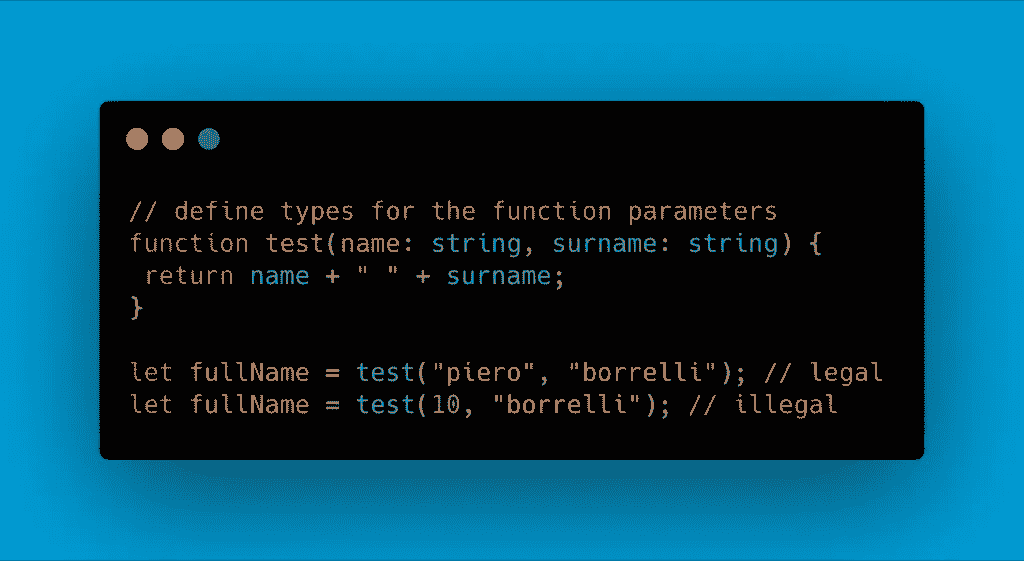 // define types for the function parameters
function test(name: string, surname: string) {
 return name + " " + surname;
}
let fullName = test("piero", "borrelli"); // legal
let fullName = test(10, "borrelli"); // illegal